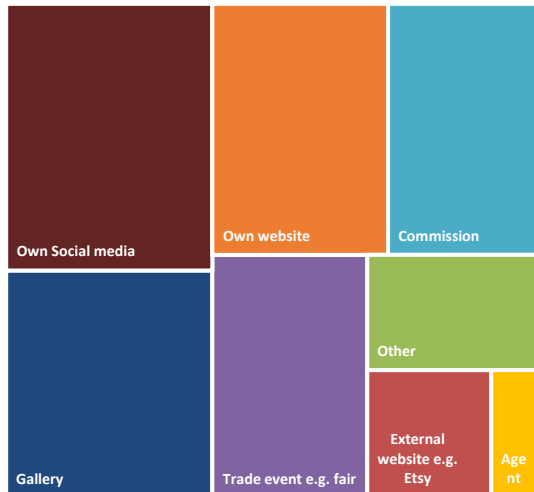 Own Social media
Own website
Commission
Gallery
Trade event e.g. fair
Other
External
website e.g.
Etsy
Age
nt